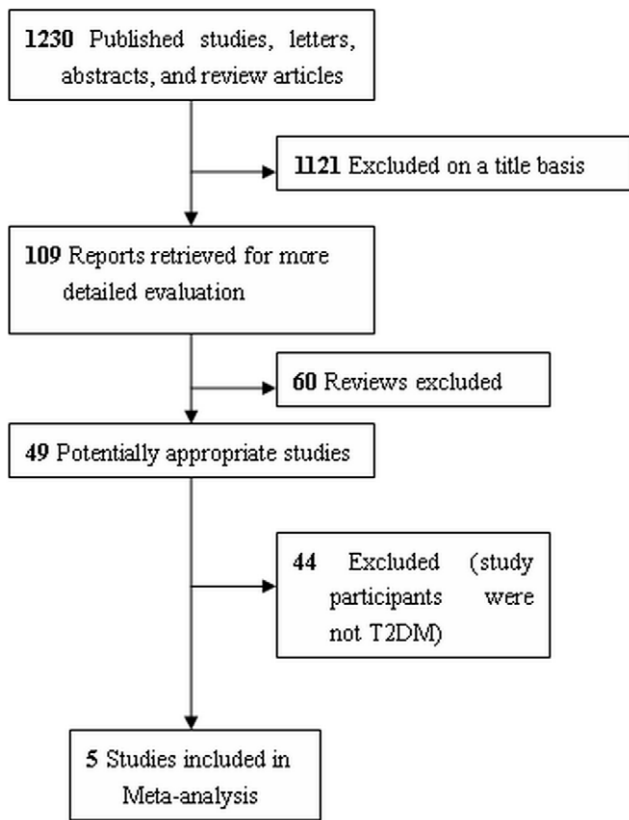 1230 Published studies, letters,
abstracts, and review articles
1121 Excluded on a title basis
109 Reports retrieved for more
detailed evaluation
60 Reviews excluded
49 Potentially appropriate studies
44 Excluded (study
participants were
not T2DM)
5 Studies included in
Meta-analysis